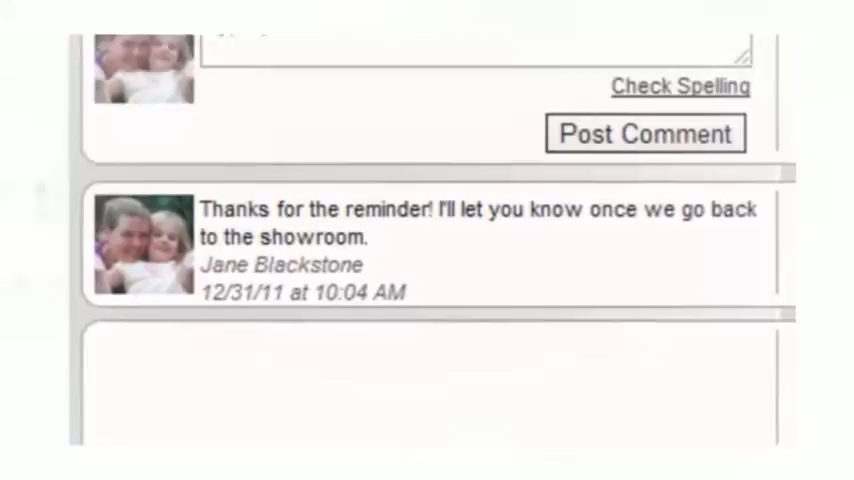 Check Spelling
Post Comment
Thanks for the reminder! I'll let you know once we go back
to the showroom.
Jane Blackstone
12/31/11 at 10:04 AM